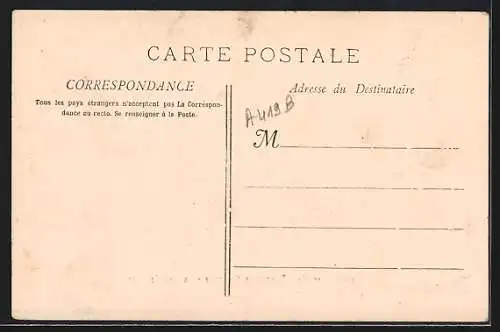 CARTE POSTALE
CORRESPONDANCE
Tous les pays étrangers n'acceptent pas La Correspon-
dance au recto. Se renseigner à la Poste.
Adresse du Destinataire
A 419 B
M